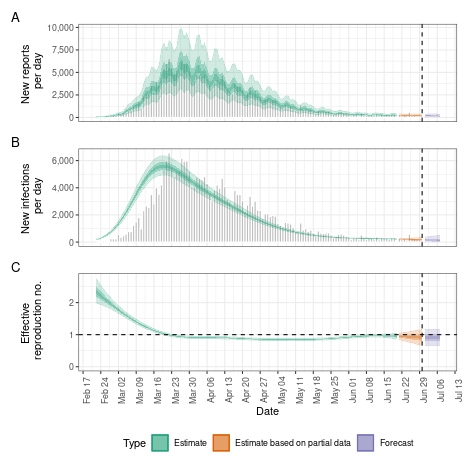 A
New reports
per day
10,000
7,500
5,000
2,500
0
B
New infections
per day
6,000
4,000
2,000
0
C
Effective
reproduction no.
2
1
0
Feb 17
Feb 24
Mar 02
Mar 09
Mar 16
Mar 23
Mar 30
Apr 06
Apr 13
Apr 20
Apr 27
May 04
May 11
May 18
May 25
Jun 01
Jun 08
Jun 15
Jun 22
Jun 29
Jul 06
Jul 13
Date
Type Estimate Estimate based on partial data Forecast